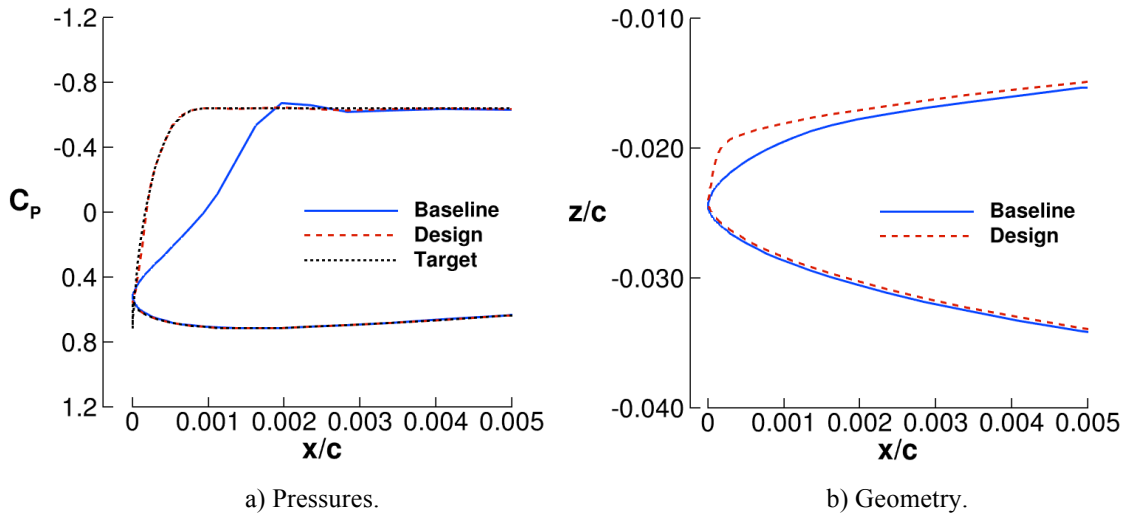 -1.2
-0.8
-0.4
0
0.4
0.8
1.2
CP
Baseline
Design
Target
0 0.001 0.002 0.003 0.004 0.005
x/c
a) Pressures.
-0.010
-0.020
-0.030
-0.040
z/c
Baseline
Design
0 0.001 0.002 0.003 0.004 0.005
x/c
b) Geometry.